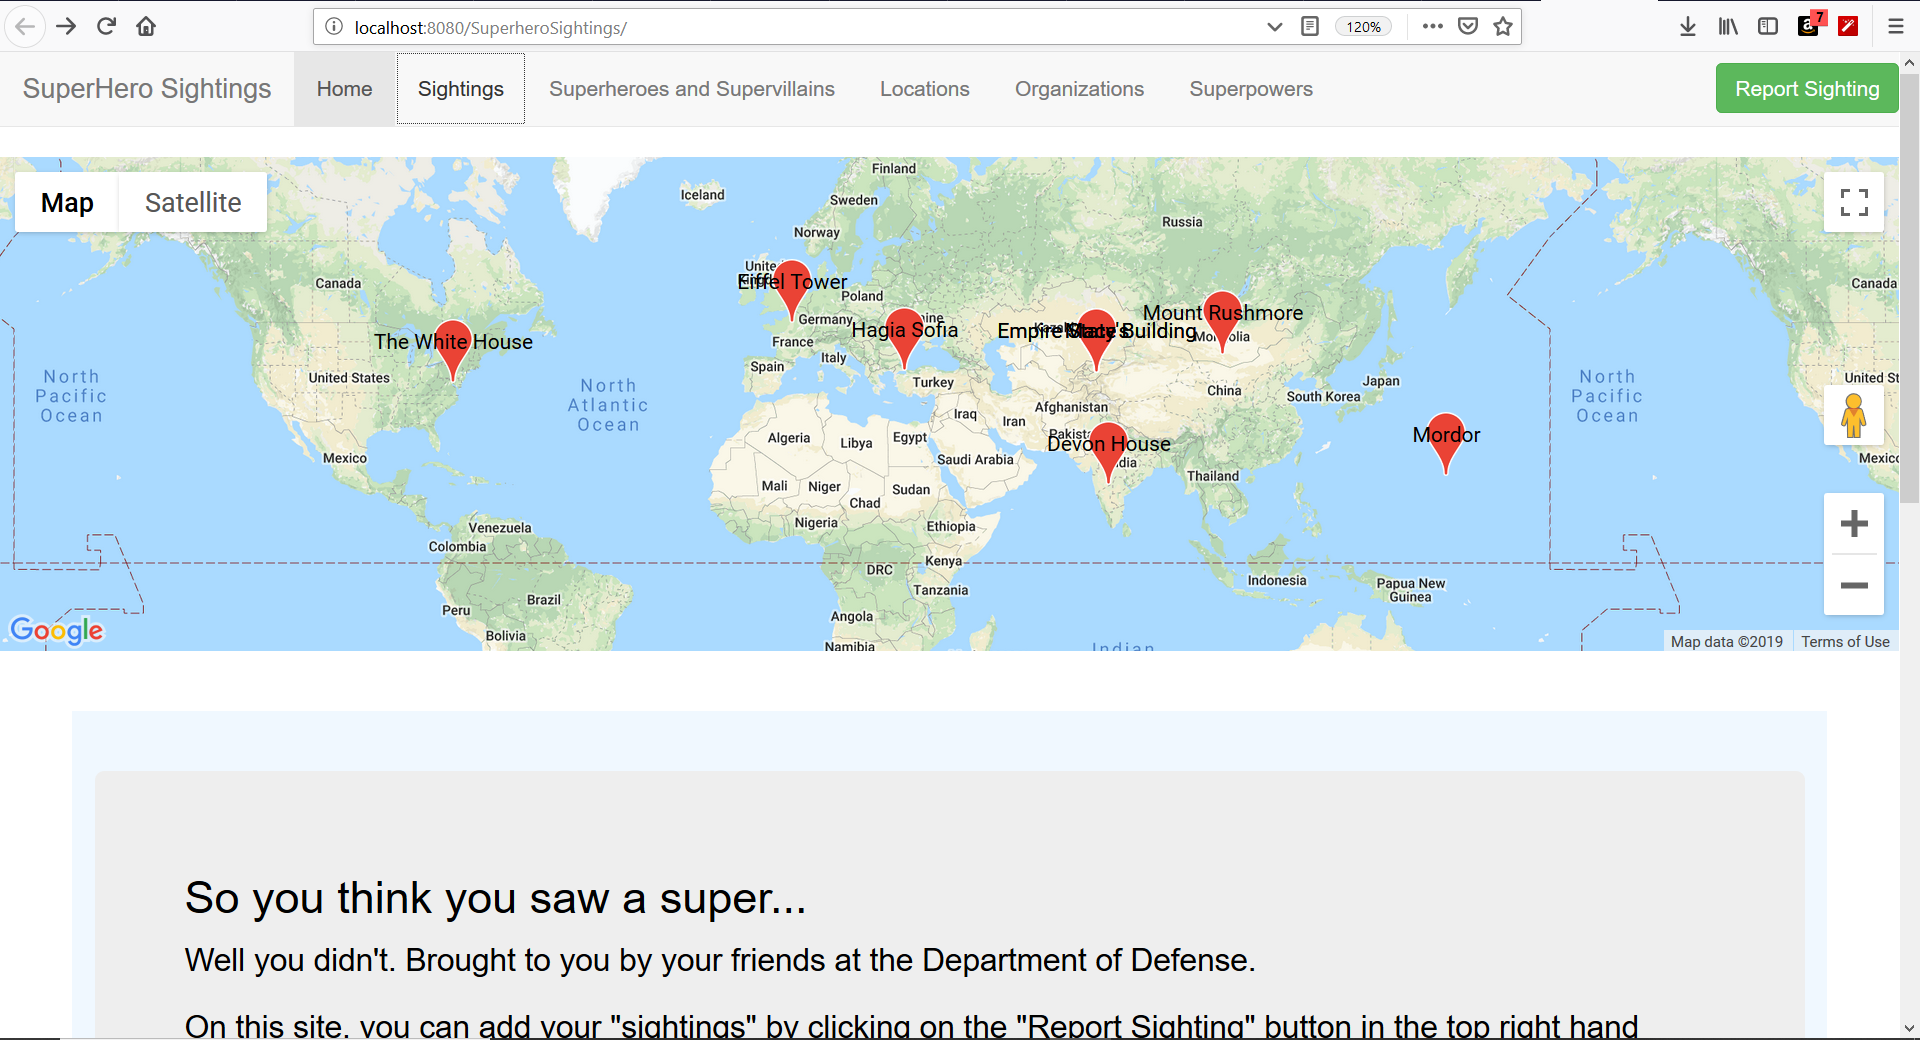 localhost:8080/SuperheroSightings/
120%
7
SuperHero Sightings
Home
Sightings
Superheroes and Supervillains
Locations
Organizations
Superpowers
Report Sighting
Map
Satellite
Finland
Iceland
Sweden
Russia
Norway
Canada
Eiffel Tower
Canada
Poland
Mount Rushmore
Germany
Hagia Sofia
Empire State Building
Macy's
The White House
France
Italy
Spain
Turkey
North
Pacific
Ocean
United States
North
Atlantic
Ocean
China
Japan
South Korea
North
Pacific
Ocean
United St
Afghanistan
Iraq
Iran
Algeria
Libya
Egypt
Mordor
Devon House
Mexico
Saudi Arabia
Mexico
Thailand
Mali
Niger
Sudan
Chad
Nigeria
Ethiopia
Venezuela
Colombia
Kenya
DRC
Indonesia
Papua New
Guinea
Tanzania
Brazil
Peru
Angola
Bolivia
Namibia
Indian
Google
Map data ©2019
Terms of Use
So you think you saw a super...
Well you didn't. Brought to you by your friends at the Department of Defense.
On this site, you can add your "sightings" by clicking on the "Report Sighting" button in the top right hand